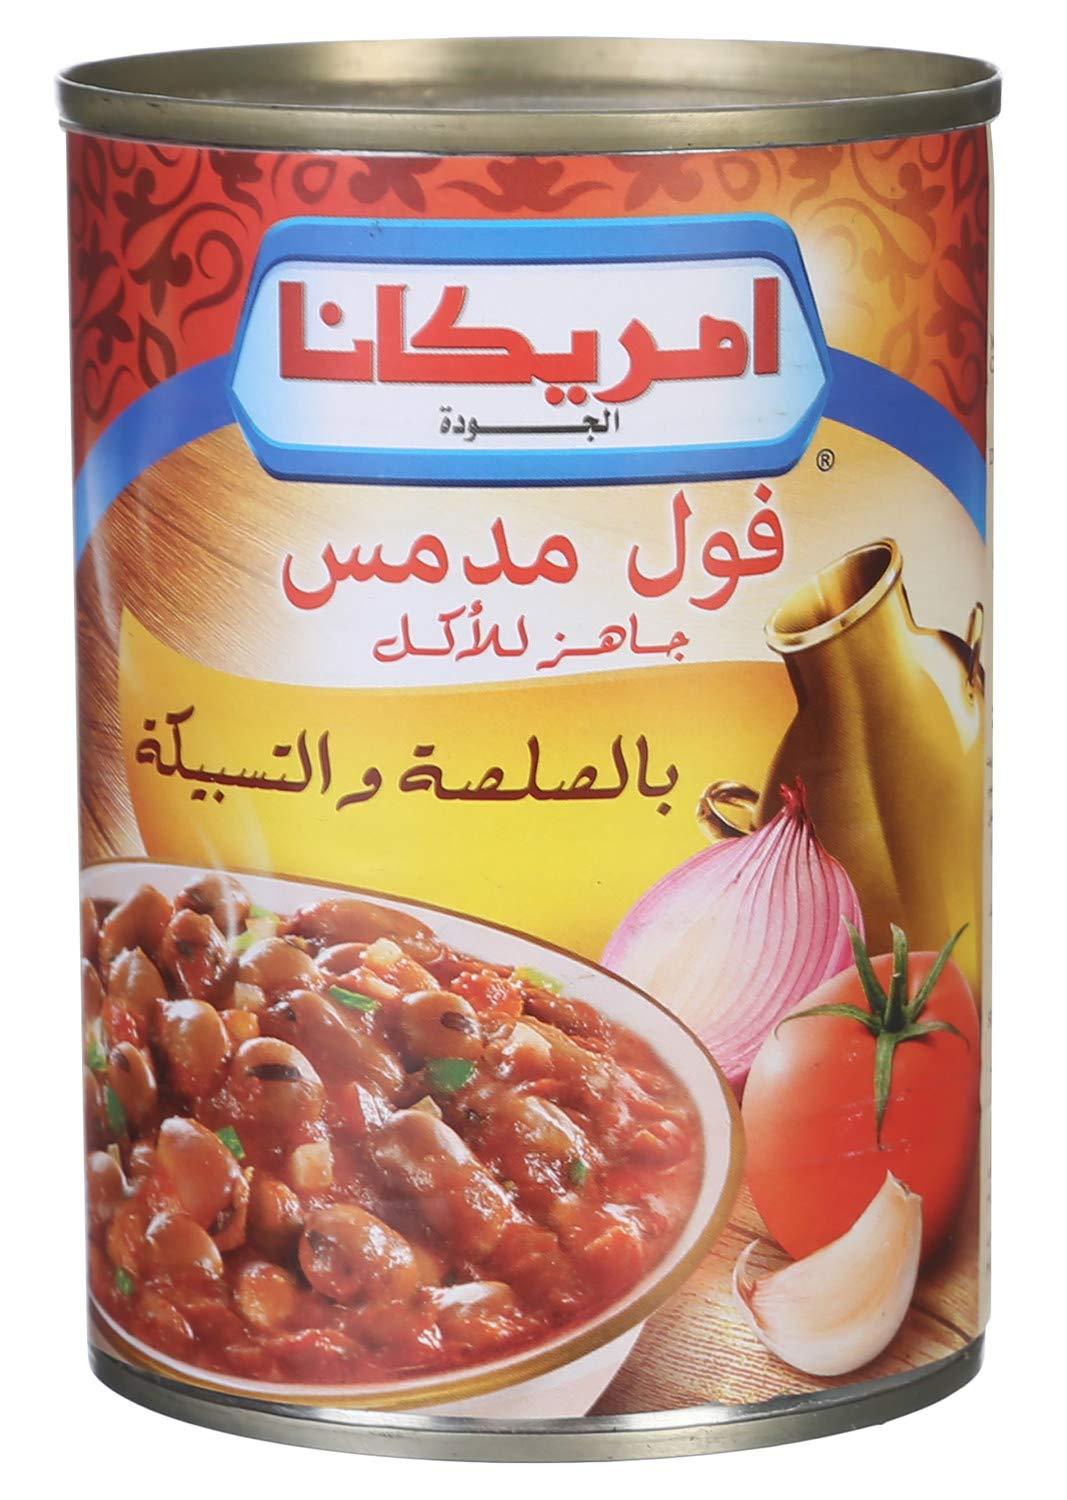 امريكانا
الجودة
®
فول مدمس
جاهز للأكل
بالصلصة والتسبيكة